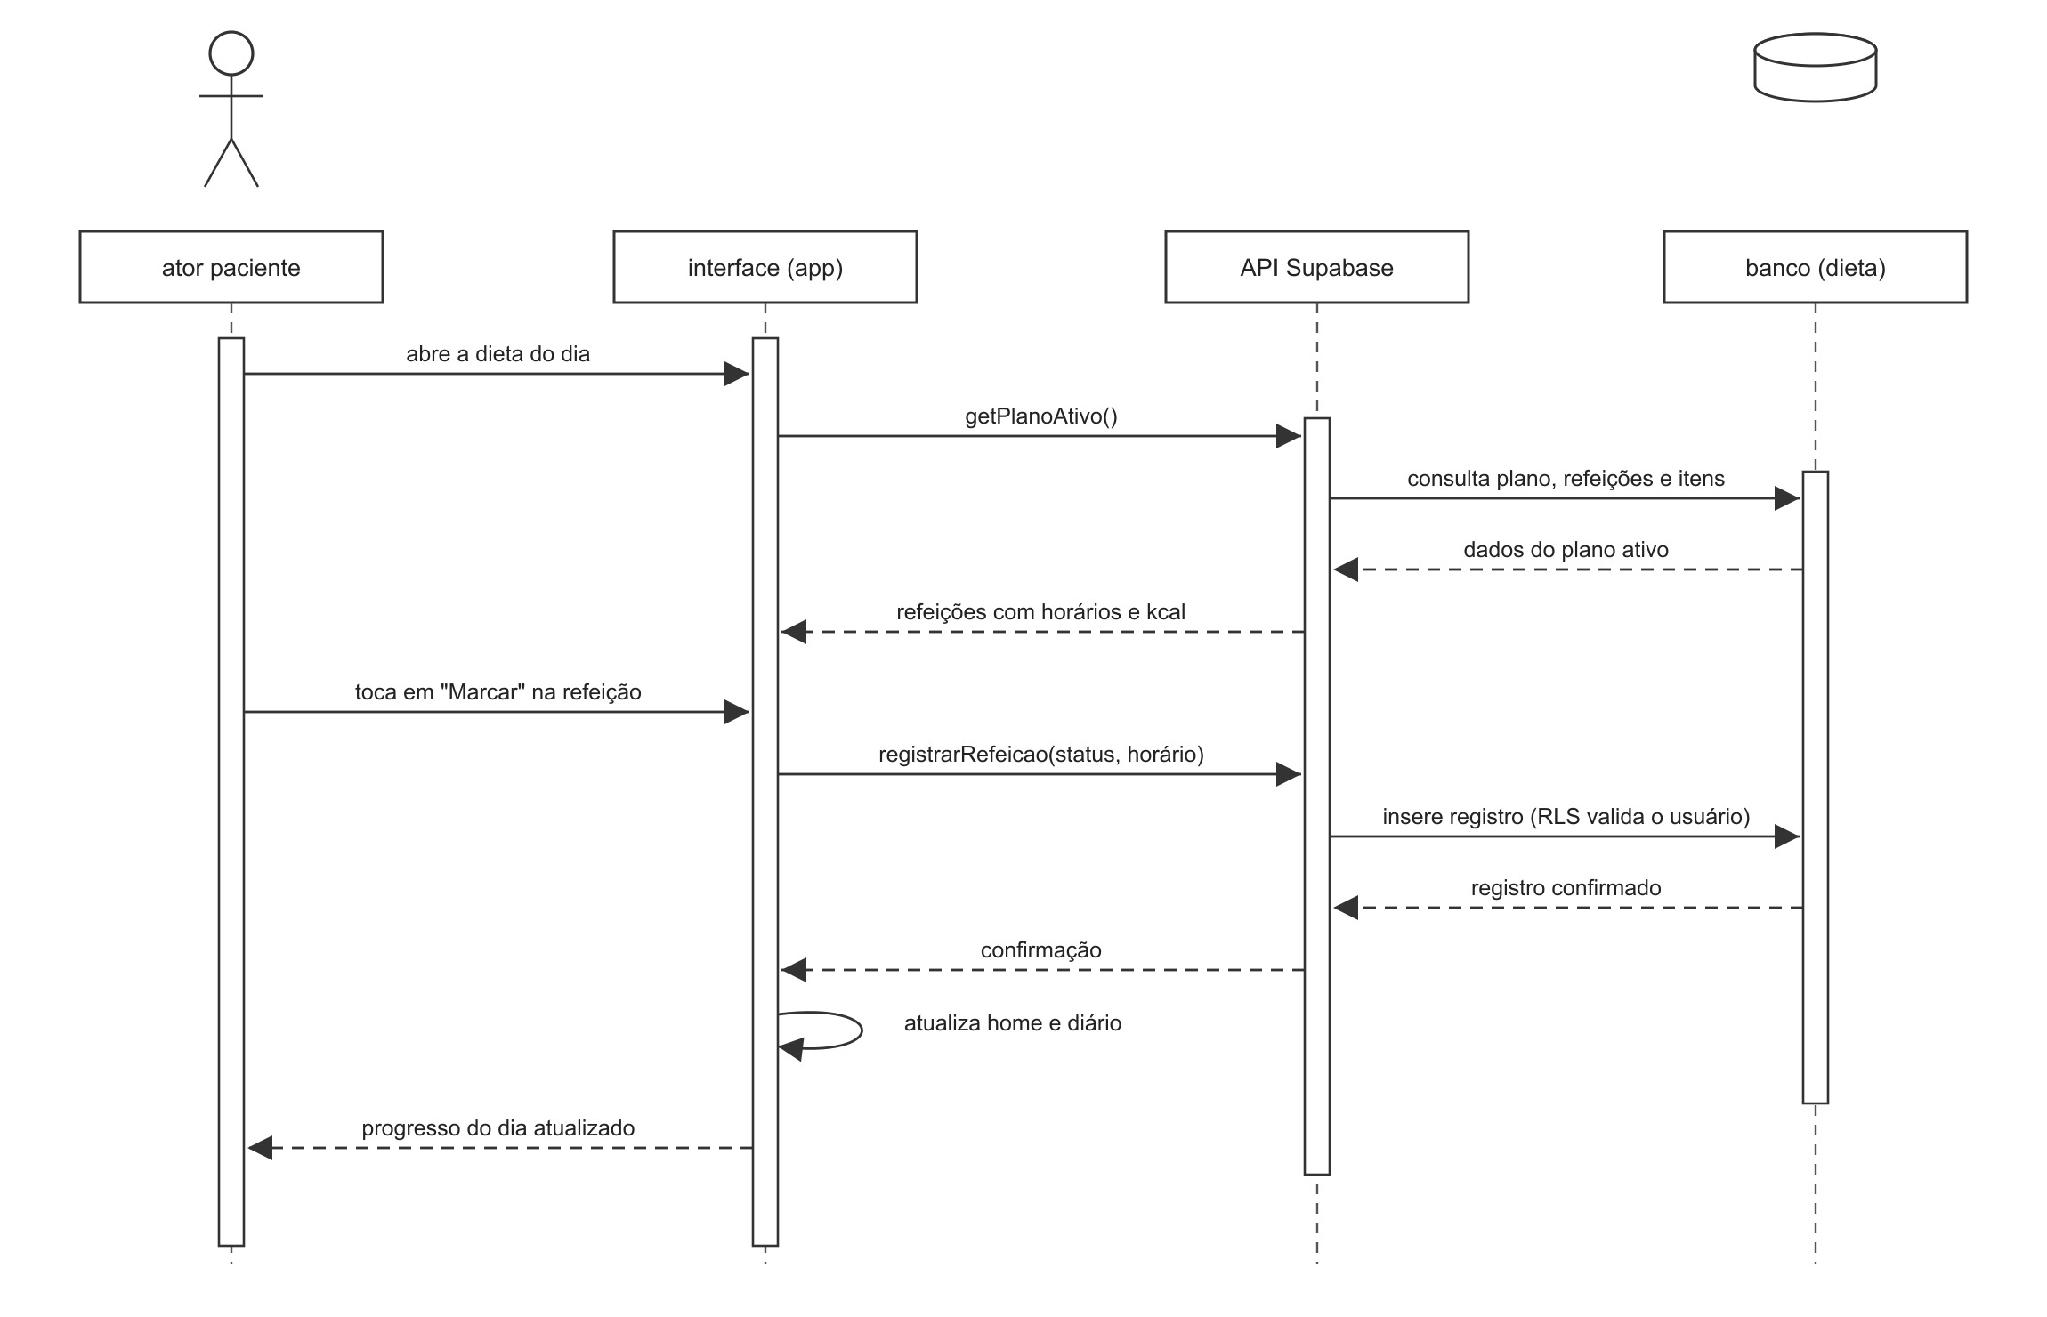 ator paciente
interface (app)
API Supabase
banco (dieta)
abre a dieta do dia
getPlanoAtivo()
consulta plano, refeições e itens
dados do plano ativo
refeições com horários e kcal
toca em "Marcar" na refeição
registrarRefeicao(status, horário)
insere registro (RLS valida o usuário)
registro confirmado
confirmação
atualiza home e diário
progresso do dia atualizado